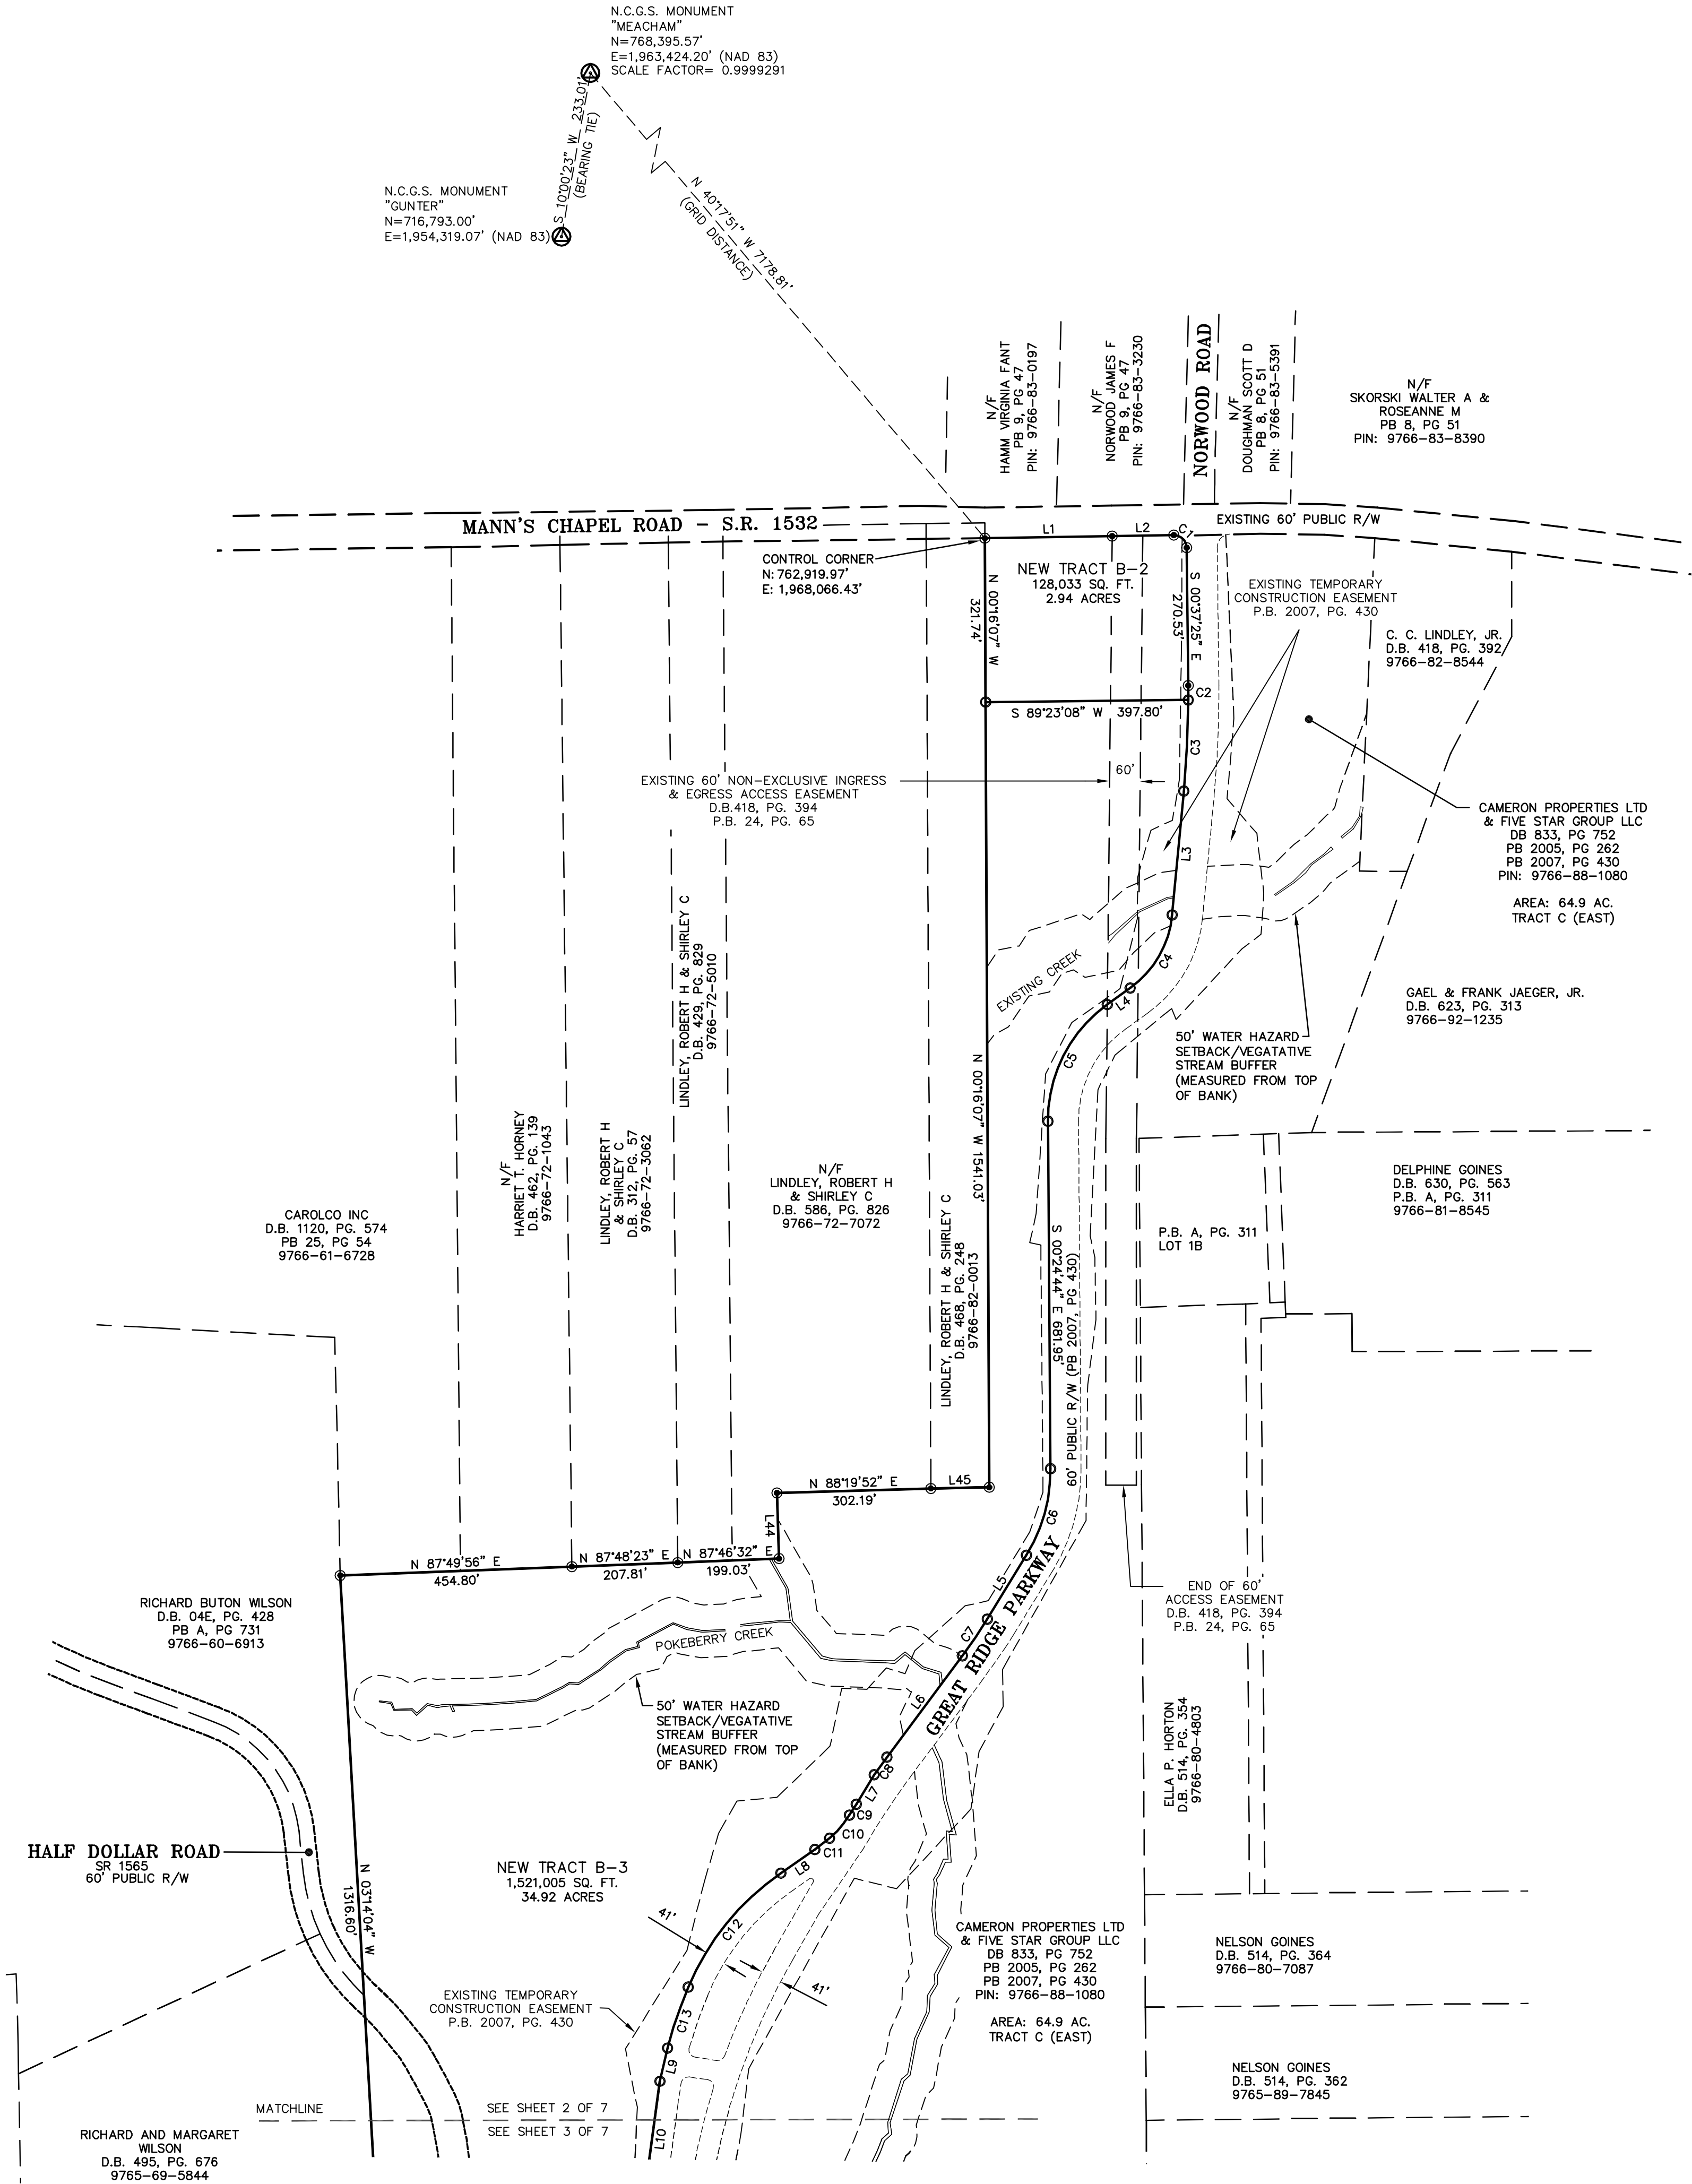 N.C.G.S. MONUMENT
"MEACHAM"
N=768,395.57'
E=1,963,424.20' (NAD 83)
SCALE FACTOR= 0.9999291
S 10°00'23" W 233.01'
(BEARING TIE)
N.C.G.S. MONUMENT
"GUNTER"
N=716,793.00'
E=1,954,319.07' (NAD 83)
N 40°17'51" W 7178.81'
(GRID DISTANCE)
N/F
HAMM VIRGINIA FANT
PB 9, PG 47
PIN: 9766-83-0197
N/F
NORWOOD JAMES F
PB 9, PG 47
PIN: 9766-83-3230
NORWOOD ROAD
N/F
DOUGHMAN SCOTT D
PB 8, PG 51
PIN: 9766-83-5391
N/F
SKORSKI WALTER A &
ROSEANNE M
PB 8, PG 51
PIN: 9766-83-8390
MANN'S CHAPEL ROAD - S.R. 1532
L1
L2
C1
EXISTING 60' PUBLIC R/W
CONTROL CORNER
N: 762,919.97'
E: 1,968,066.43'
NEW TRACT B-2
128,033 SQ. FT.
2.94 ACRES
N 00°16'07" W
321.74'
S 00°37'25" E
270.53'
EXISTING TEMPORARY
CONSTRUCTION EASEMENT
P.B. 2007, PG. 430
C. C. LINDLEY, JR.
D.B. 418, PG. 392
9766-82-8544
C2
S 89°23'08" W 397.80'
C3
60'
EXISTING 60' NON-EXCLUSIVE INGRESS
& EGRESS ACCESS EASEMENT
D.B.418, PG. 394
P.B. 24, PG. 65
CAMERON PROPERTIES LTD
& FIVE STAR GROUP LLC
DB 833, PG 752
PB 2005, PG 262
PB 2007, PG 430
PIN: 9766-88-1080
AREA: 64.9 AC.
TRACT C (EAST)
L3
C4
L4
C5
EXISTING CREEK
GAEL & FRANK JAEGER, JR.
D.B. 623, PG. 313
9766-92-1235
50' WATER HAZARD
SETBACK/VEGATATIVE
STREAM BUFFER
(MEASURED FROM TOP
OF BANK)
LINDLEY, ROBERT H & SHIRLEY C
D.B. 429, PG. 829
9766-72-5010
N/F
HARRIET T. HORNEY
D.B. 462, PG. 139
9766-72-1043
LINDLEY, ROBERT H
& SHIRLEY C
D.B. 312, PG. 57
9766-72-3062
N/F
LINDLEY, ROBERT H
& SHIRLEY C
D.B. 586, PG. 826
9766-72-7072
N 00°16'07" W 1541.03'
LINDLEY, ROBERT H & SHIRLEY C
D.B. 468, PG. 248
9766-82-0013
CAROLCO INC
D.B. 1120, PG. 574
PB 25, PG 54
9766-61-6728
S 00°24'44" E 681.95'
60' PUBLIC R/W (PB 2007, PG 430)
DELPHINE GOINES
D.B. 630, PG. 563
P.B. A, PG. 311
9766-81-8545
P.B. A, PG. 311
LOT 1B
N 88°19'52" E
302.19'
L45
L44
C6
N 87°49'56" E
454.80'
N 87°48'23" E
207.81'
N 87°46'32" E
199.03'
L5
C7
L6
GREAT RIDGE PARKWAY
END OF 60'
ACCESS EASEMENT
D.B. 418, PG. 394
P.B. 24, PG. 65
RICHARD BUTON WILSON
D.B. 04E, PG. 428
PB A, PG 731
9766-60-6913
POKEBERRY CREEK
50' WATER HAZARD
SETBACK/VEGATATIVE
STREAM BUFFER
(MEASURED FROM TOP
OF BANK)
ELLA P. HORTON
D.B. 514, PG. 354
9766-80-4803
C8
L7
C9
C10
C11
L8
HALF DOLLAR ROAD
SR 1565
60' PUBLIC R/W
N 03°14'04" W
1316.60'
NEW TRACT B-3
1,521,005 SQ. FT.
34.92 ACRES
41'
C12
41'
CAMERON PROPERTIES LTD
& FIVE STAR GROUP LLC
DB 833, PG 752
PB 2005, PG 262
PB 2007, PG 430
PIN: 9766-88-1080
AREA: 64.9 AC.
TRACT C (EAST)
NELSON GOINES
D.B. 514, PG. 364
9766-80-7087
EXISTING TEMPORARY
CONSTRUCTION EASEMENT
P.B. 2007, PG. 430
C13
L9
L10
NELSON GOINES
D.B. 514, PG. 362
9765-89-7845
MATCHLINE
SEE SHEET 2 OF 7
SEE SHEET 3 OF 7
RICHARD AND MARGARET
WILSON
D.B. 495, PG. 676
9765-69-5844